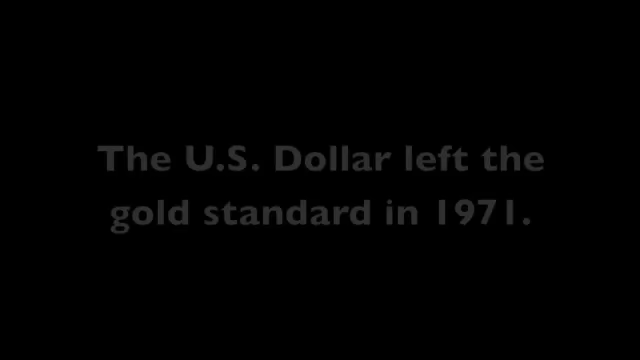 The U.S. Dollar left the
gold standard in 1971.